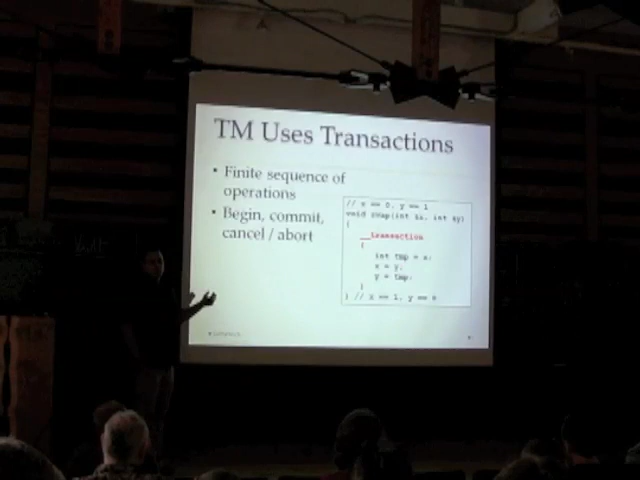 TM Uses Transactions
• Finite sequence of
operations
• Begin, commit,
cancel / abort
// x == 0, y == 1
void swap(int &x, int &y)
{
__transaction
{
int tmp = x;
x = y;
y = tmp;
}
} // x == 1, y == 0